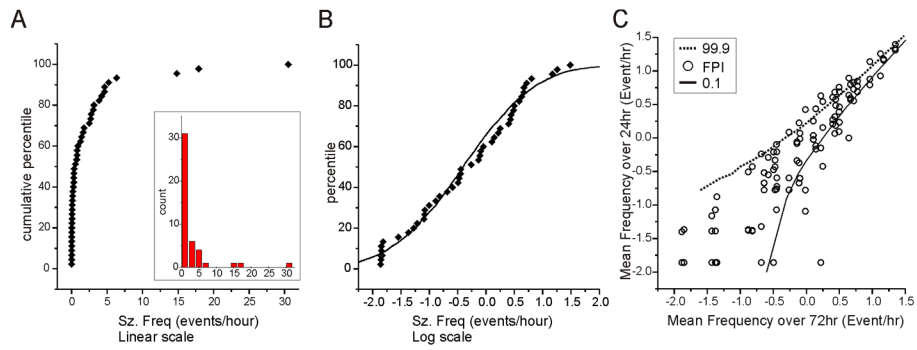 A
cumulative percentile
100
80
60
40
20
0
0 5 10 15 20 25 30
Sz. Freq (events/hour)
Linear scale
count
30
20
10
0
0 5 10 15 20 25 30
B
percentile
100
80
60
40
20
0
-2.0 -1.5 -1.0 -0.5 0.0 0.5 1.0 1.5 2.0
Sz. Freq (events/hour)
Log scale
C
Mean Frequency over 24hr (Event/hr)
1.5
1.0
0.5
0.0
-0.5
-1.0
-1.5
-2.0
99.9
FPI
0.1
-2.0 -1.5 -1.0 -0.5 0.0 0.5 1.0 1.5
Mean Frequency over 72hr (Event/hr)